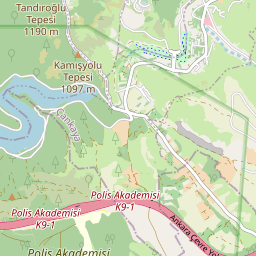 Tandıroğlu
Tepesi
1190 m
Kamışyolu
Tepesi
1097 m
Çankaya
Polis Akademisi
K9-1
Polis Akademisi
K9-1
Polis Akademisi
Ankara Çevre Yo